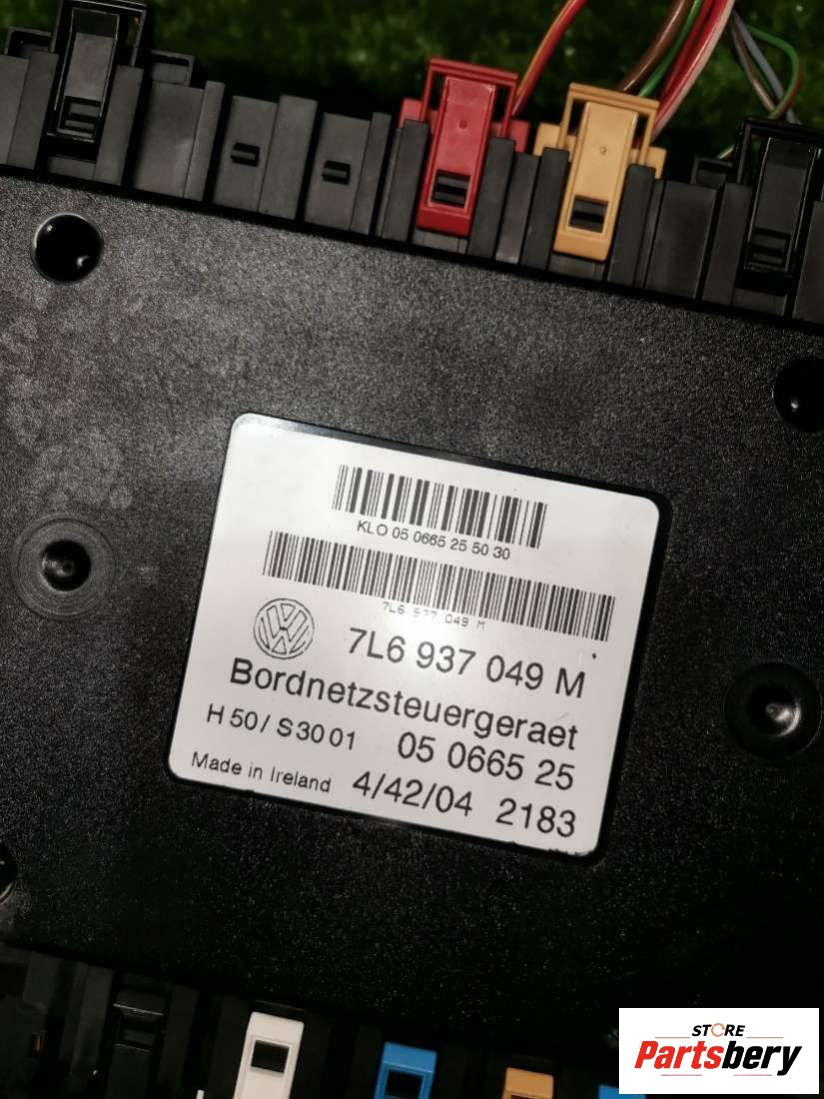 KLO 05 0665 25 50 30
7L6 937 049 M
7L6 937 049 M
Bordnetzsteuergeraet
H 50 / S 30 01 05 0665 25
Made in Ireland 4/42/04 2183
STORE
Partsbery